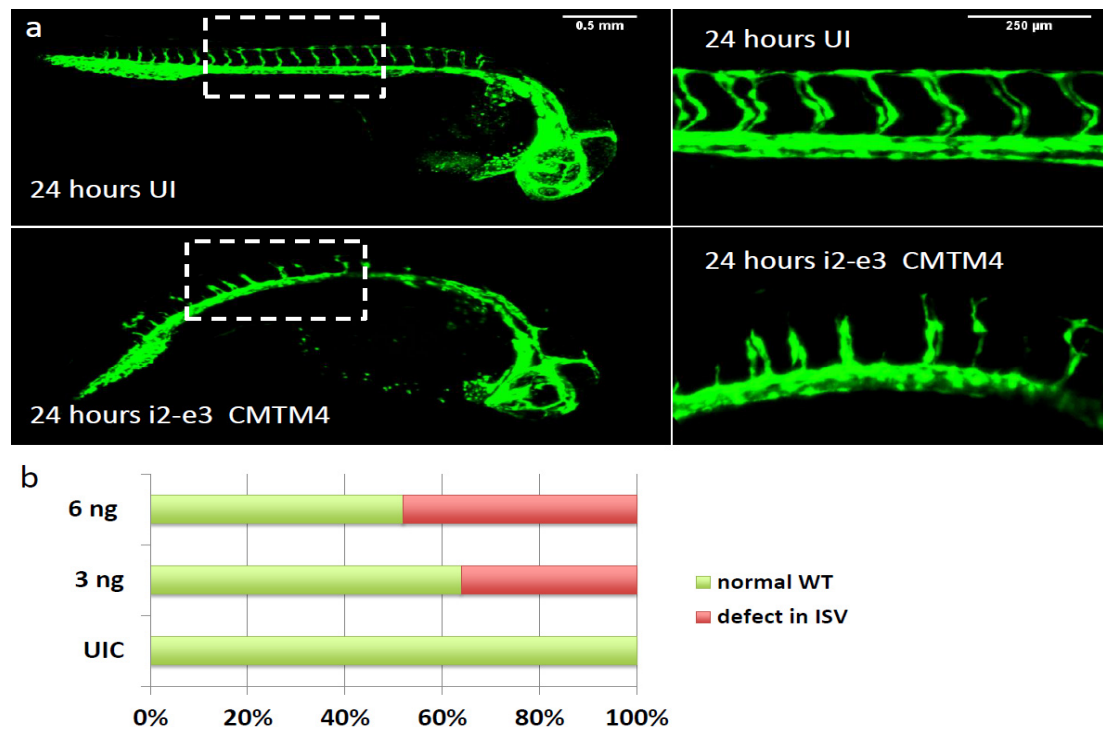 a
0.5 mm
24 hours UI
250 µm
24 hours UI
24 hours i2-e3 CMTM4
24 hours i2-e3 CMTM4
b
6 ng
3 ng
UIC
0% 20% 40% 60% 80% 100%
normal WT
defect in ISV